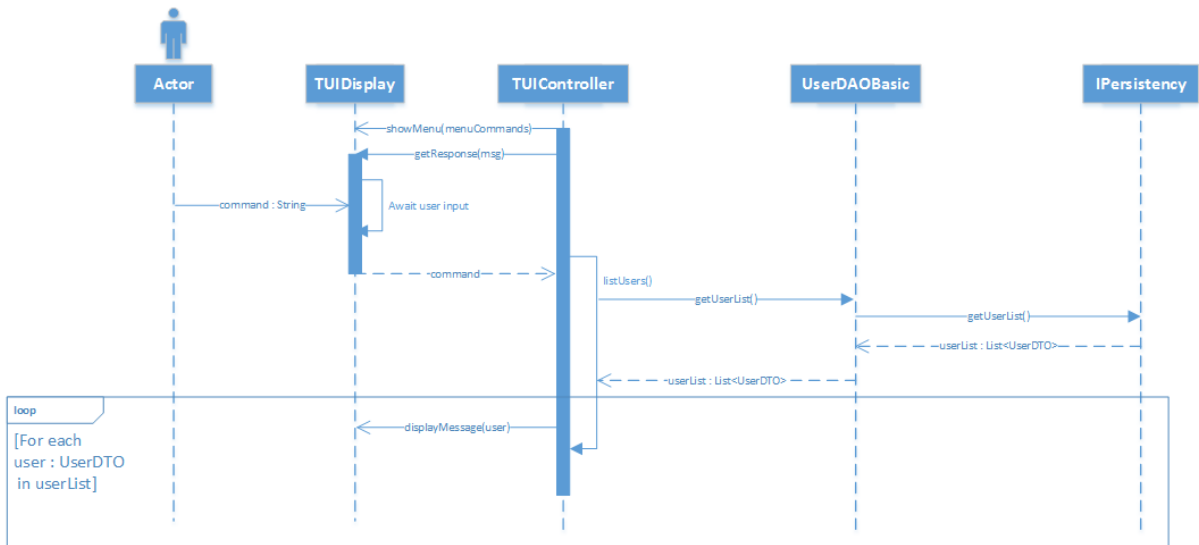 Actor
TUIDisplay
TUIController
UserDAOBasic
IPersistency
showMenu(menuCommands)
getResponse(msg)
command : String
Await user input
command
listUsers()
getUserList()
getUserList()
userList : List<UserDTO>
userList : List<UserDTO>
loop
[For each
user : UserDTO
in userList]
displayMessage(user)